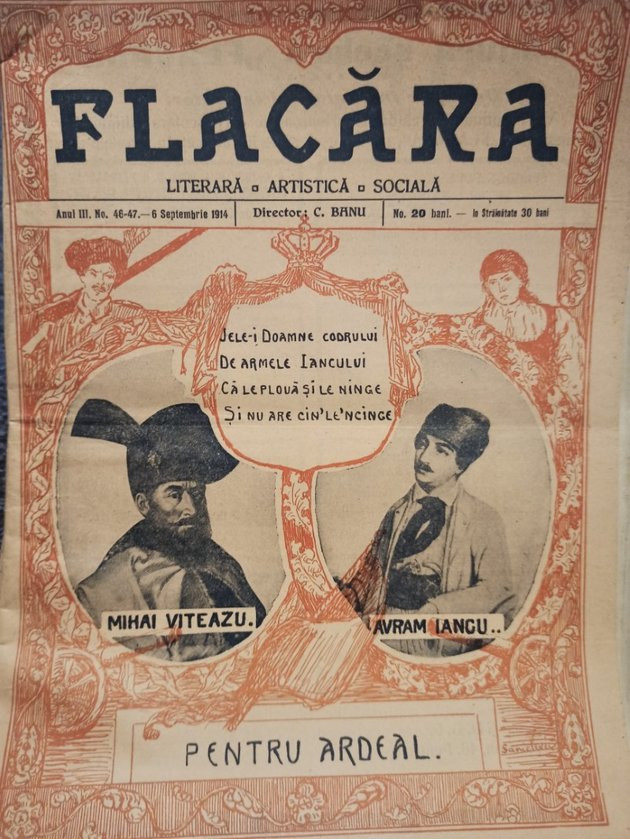 FLACĂRA
LITERARĂ ▫ ARTISTICĂ ▫ SOCIALĂ
Anul III. No. 46-47.—6 Septembrie 1914
Director: C. BANU
No. 20 bani. — In Străinătate 30 bani
JELE-I DOAMNE CODRULUI
DE ARMELE IANCULUI
CĂ LE PLOUĂ ȘI LE NINGE
ȘI NU ARE CIN'LE'NCINGE
MIHAI VITEAZU.
AVRAM IANCU..
PENTRU ARDEAL.